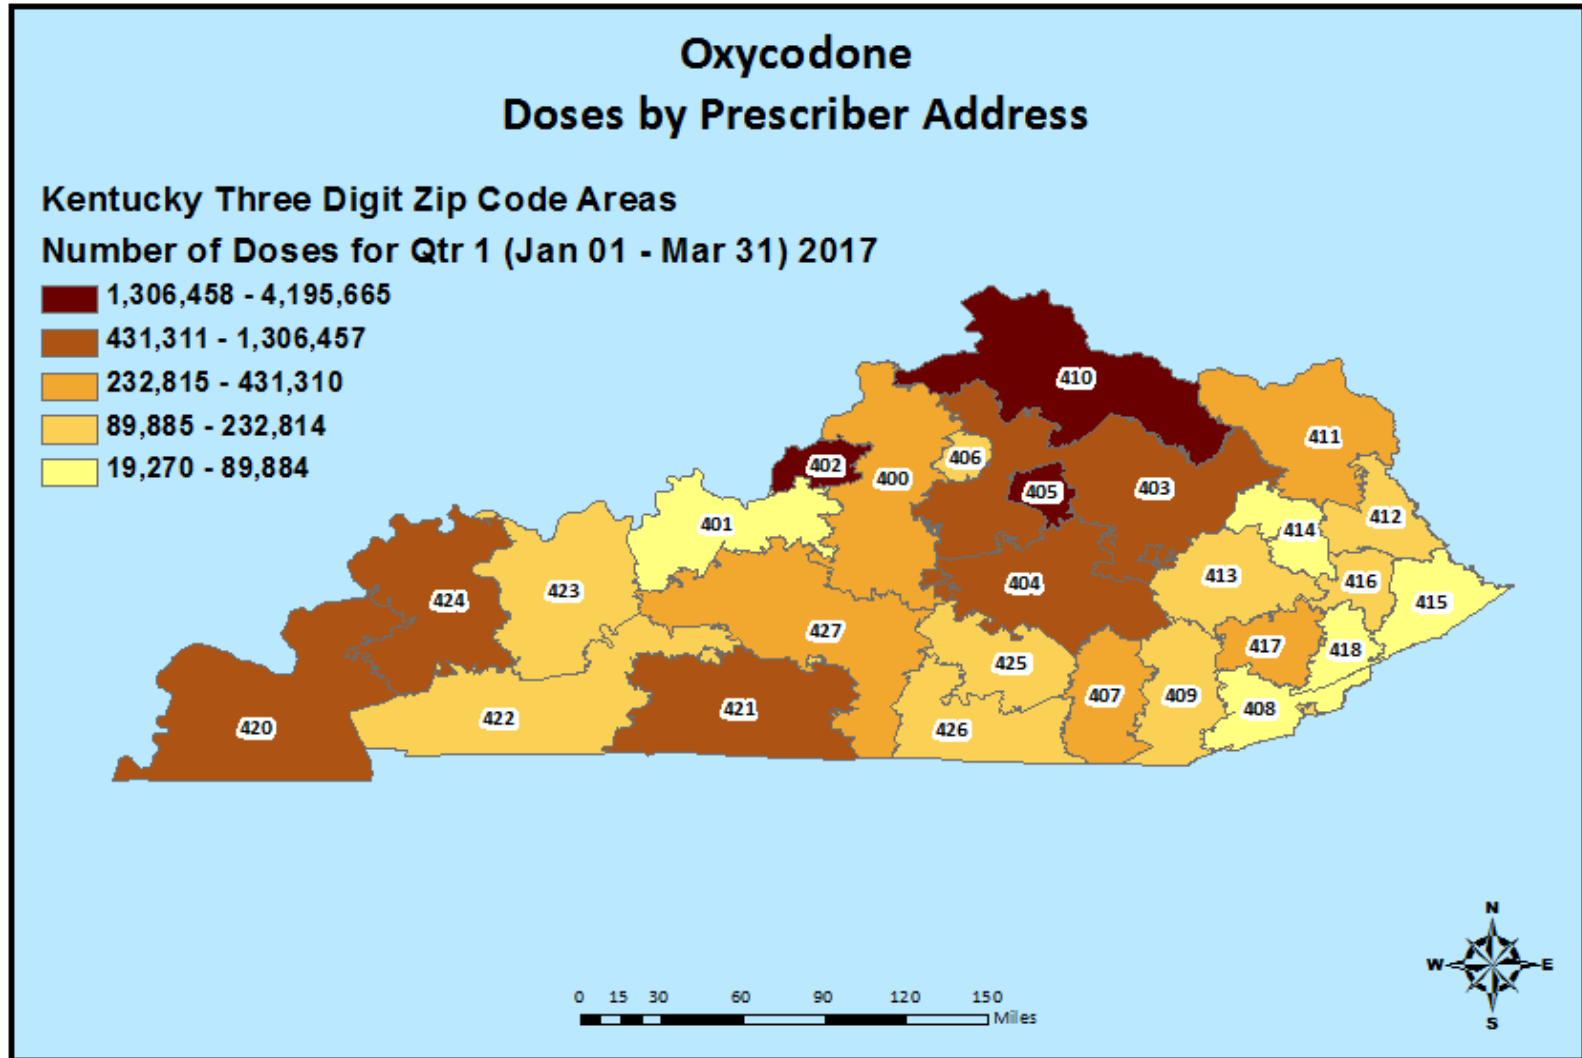 Oxycodone
Doses by Prescriber Address
Kentucky Three Digit Zip Code Areas
Number of Doses for Qtr 1 (Jan 01 - Mar 31) 2017
1,306,458 - 4,195,665
431,311 - 1,306,457
232,815 - 431,310
89,885 - 232,814
19,270 - 89,884
410
411
406
402
400
405
403
401
412
414
413
416
404
415
423
424
427
417
418
425
407
409
408
421
422
420
426
N
W E
S
0 15 30 60 90 120 150
Miles